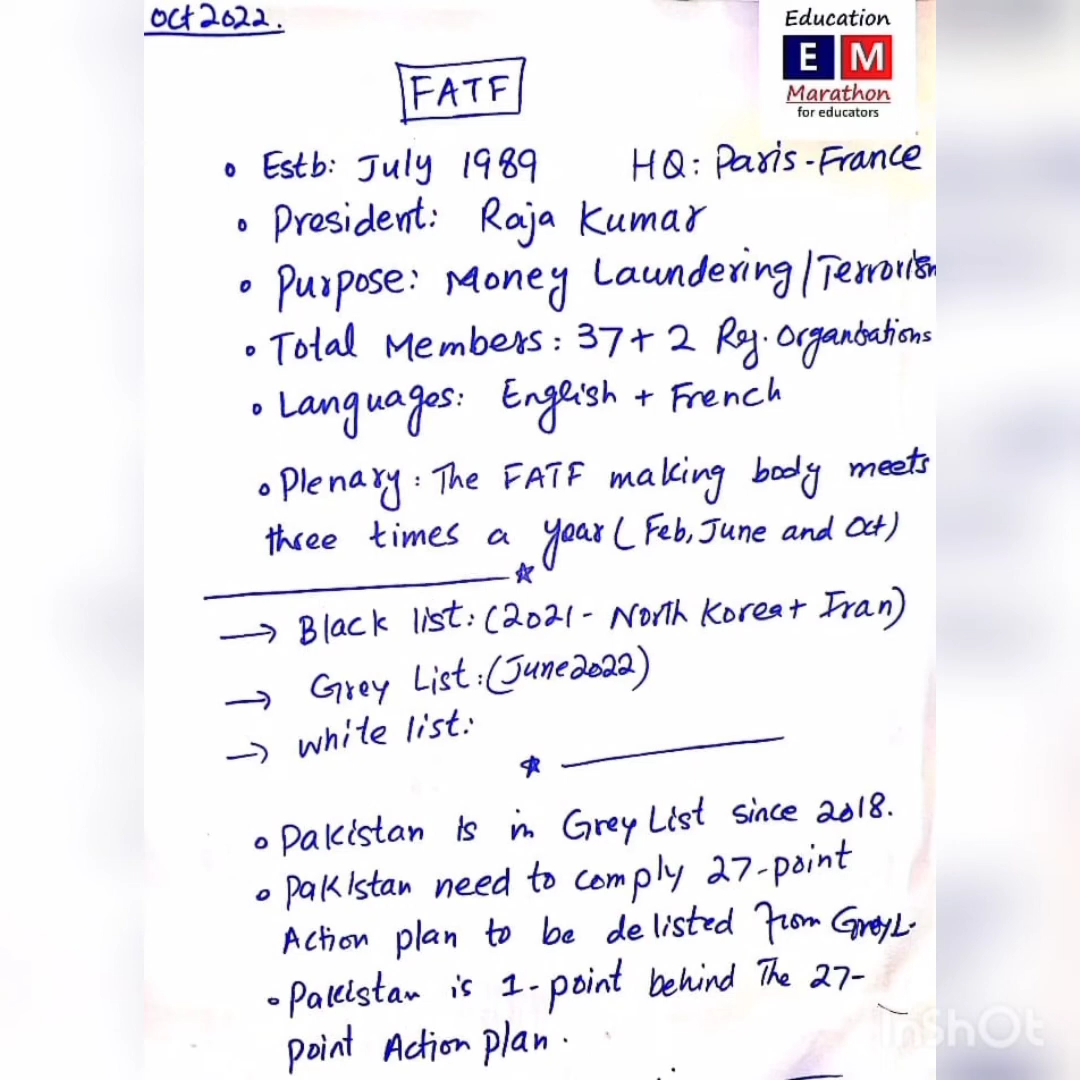 Oct 2022.
Education
E M
Marathon
for educators
FATF
• Estb: July 1989 HQ: Paris-France
• President: Raja Kumar
• Purpose: Money Laundering/Terrorism
• Total Members: 37+2 Reg. Organisations
• Languages: English + French
• Plenary: The FATF making body meets
three times a year (Feb, June and Oct)
→ Black list: (2021- North Korea+ Iran)
→ Grey List: (June 2022)
→ white list:
• Pakistan is in Grey List since 2018.
• Pakistan need to comply 27-point
Action plan to be delisted from Grey L.
• Pakistan is 1-point behind The 27-
point Action plan.
InShOt